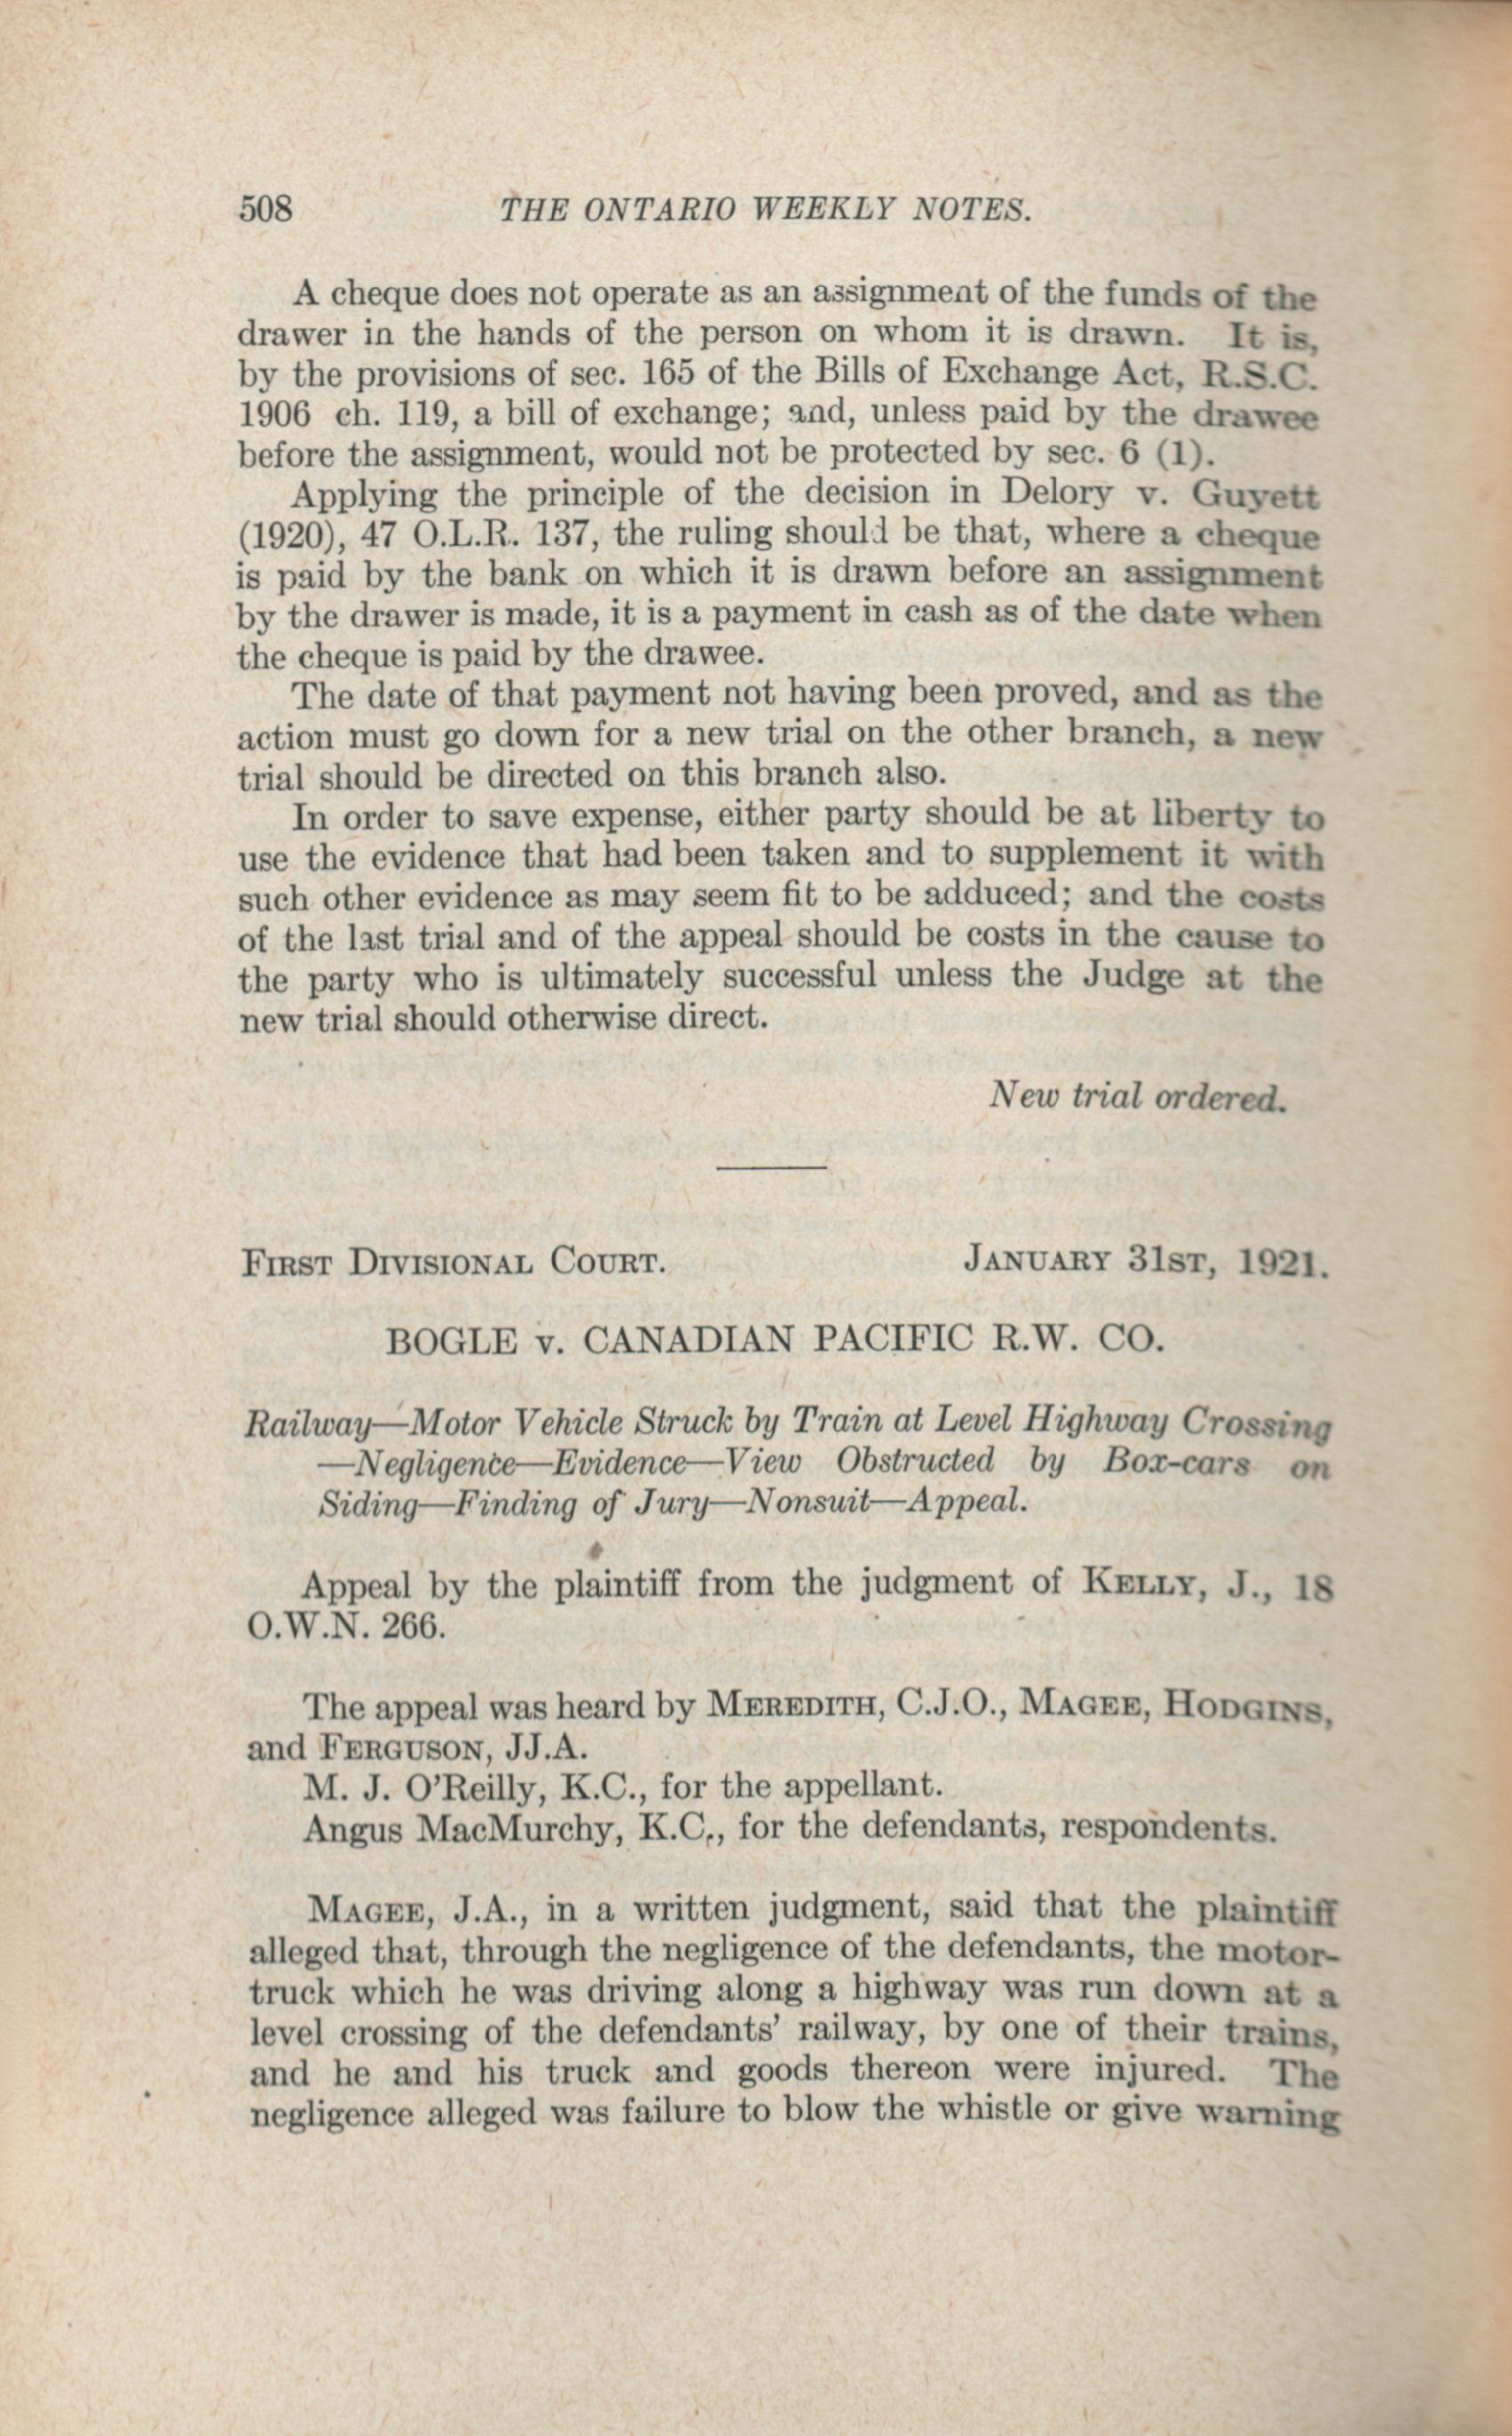 508 THE ONTARIO WEEKLY NOTES.
A cheque does not operate as an assignment of the funds of the
drawer in the hands of the person on whom it is drawn. It is,
by the provisions of sec. 165 of the Bills of Exchange Act, R.S.C.
1906 ch. 119, a bill of exchange; and, unless paid by the drawee
before the assignment, would not be protected by sec. 6 (1).
Applying the principle of the decision in Delory v. Guyett
(1920), 47 O.L.R. 137, the ruling should be that, where a cheque
is paid by the bank on which it is drawn before an assignment
by the drawer is made, it is a payment in cash as of the date when
the cheque is paid by the drawee.
The date of that payment not having been proved, and as the
action must go down for a new trial on the other branch, a new
trial should be directed on this branch also.
In order to save expense, either party should be at liberty to
use the evidence that had been taken and to supplement it with
such other evidence as may seem fit to be adduced; and the costs
of the last trial and of the appeal should be costs in the cause to
the party who is ultimately successful unless the Judge at the
new trial should otherwise direct.
New trial ordered.
FIRST DIVISIONAL COURT. JANUARY 31ST, 1921.
BOGLE v. CANADIAN PACIFIC R.W. CO.
Railway—Motor Vehicle Struck by Train at Level Highway Crossing
—Negligence—Evidence—View Obstructed by Box-cars on
Siding—Finding of Jury—Nonsuit—Appeal.
Appeal by the plaintiff from the judgment of KELLY, J., 18
O.W.N. 266.
The appeal was heard by MEREDITH, C.J.O., MAGEE, HODGINS,
and FERGUSON, JJ.A.
M. J. O'Reilly, K.C., for the appellant.
Angus MacMurchy, K.C., for the defendants, respondents.
MAGEE, J.A., in a written judgment, said that the plaintiff
alleged that, through the negligence of the defendants, the motor-
truck which he was driving along a highway was run down at a
level crossing of the defendants' railway, by one of their trains,
and he and his truck and goods thereon were injured. The
negligence alleged was failure to blow the whistle or give warning